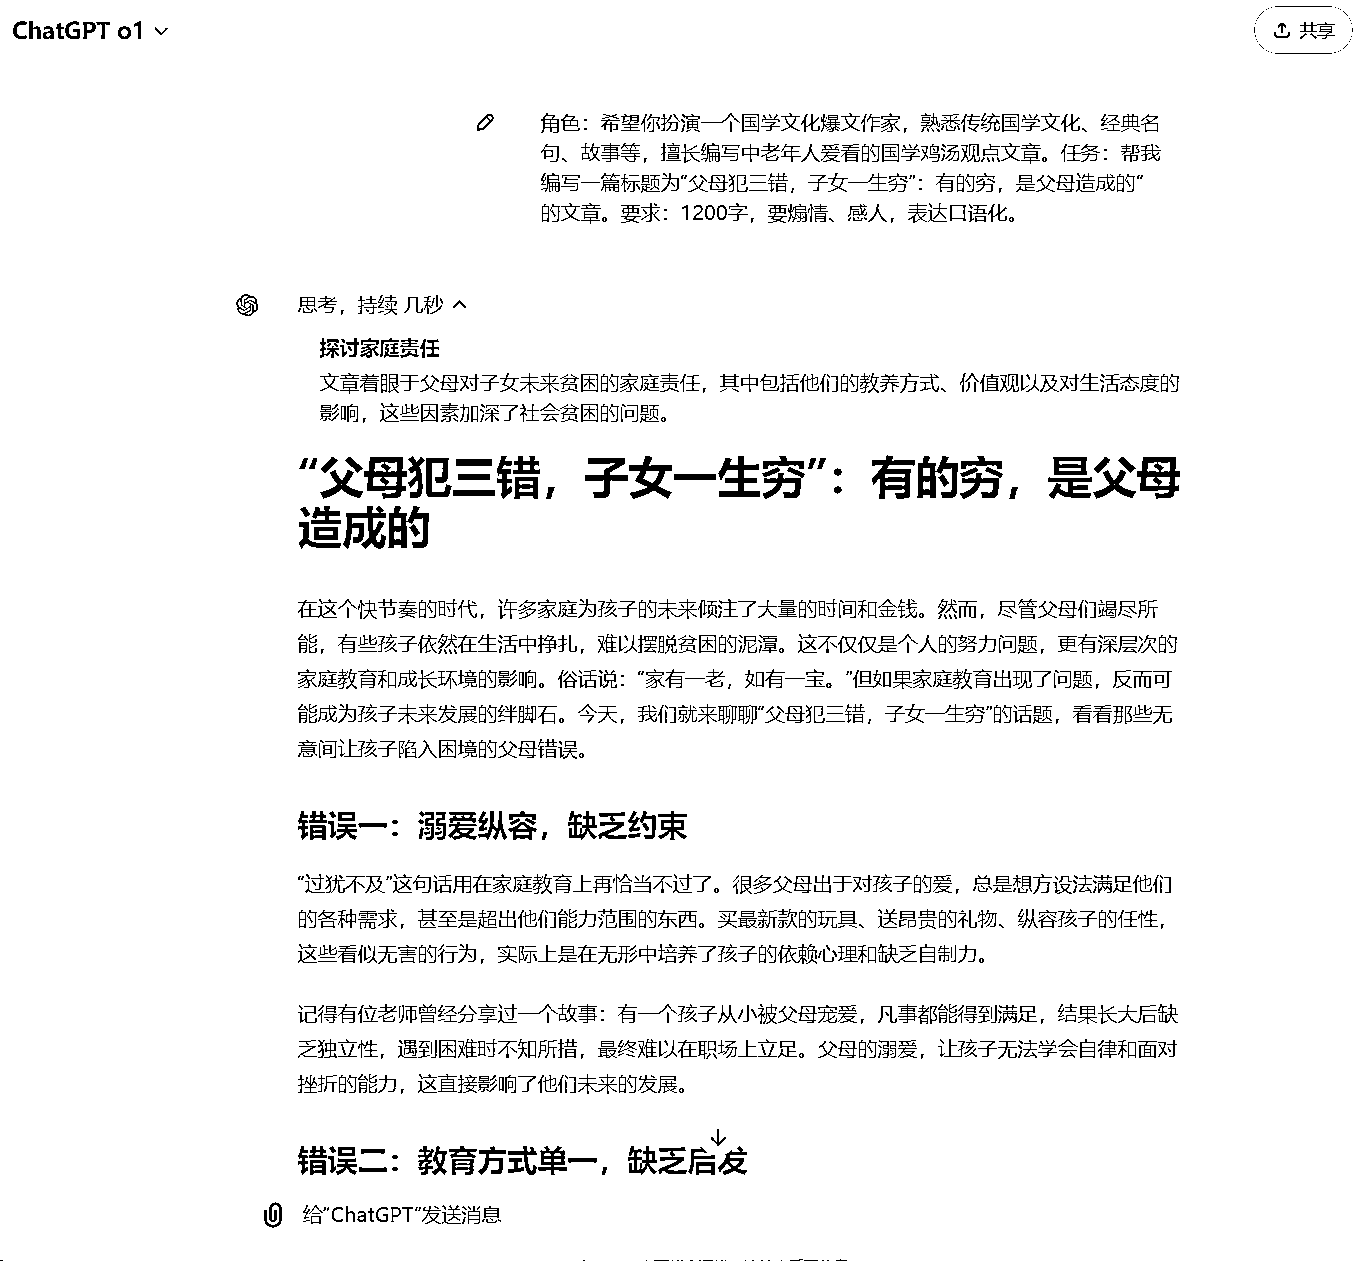 ChatGPT o1
共享
角色：希望你扮演一个国学文化爆文作家，熟悉传统国学文化、经典名
句、故事等，擅长编写中老年人爱看的国学鸡汤观点文章。任务：帮我
编写一篇标题为“父母犯三错，子女一生穷”：有的穷，是父母造成的“
的文章。要求：1200字，要煽情、感人，表达口语化。
思考，持续 几秒
探讨家庭责任
文章着眼于父母对子女未来贫困的家庭责任，其中包括他们的教养方式、价值观以及对生活态度的
影响，这些因素加深了社会贫困的问题。
“父母犯三错，子女一生穷”：有的穷，是父母
造成的
在这个快节奏的时代，许多家庭为孩子的未来倾注了大量的时间和金钱。然而，尽管父母们竭尽所
能，有些孩子依然在生活中挣扎，难以摆脱贫困的泥潭。这不仅仅是个人的努力问题，更有深层次的
家庭教育和成长环境的影响。俗话说：“家有一老，如有一宝。”但如果家庭教育出现了问题，反而可
能成为孩子未来发展的绊脚石。今天，我们就来聊聊“父母犯三错，子女一生穷”的话题，看看那些无
意间让孩子陷入困境的父母错误。
错误一：溺爱纵容，缺乏约束
“过犹不及”这句话用在家庭教育上再恰当不过了。很多父母出于对孩子的爱，总是想方设法满足他们
的各种需求，甚至是超出他们能力范围的东西。买最新款的玩具、送昂贵的礼物、纵容孩子的任性，
这些看似无害的行为，实际上是在无形中培养了孩子的依赖心理和缺乏自制力。
记得有位老师曾经分享过一个故事：有一个孩子从小被父母宠爱，凡事都能得到满足，结果长大后缺
乏独立性，遇到困难时不知所措，最终难以在职场上立足。父母的溺爱，让孩子无法学会自律和面对
挫折的能力，这直接影响了他们未来的发展。
错误二：教育方式单一，缺乏启发
给“ChatGPT”发送消息